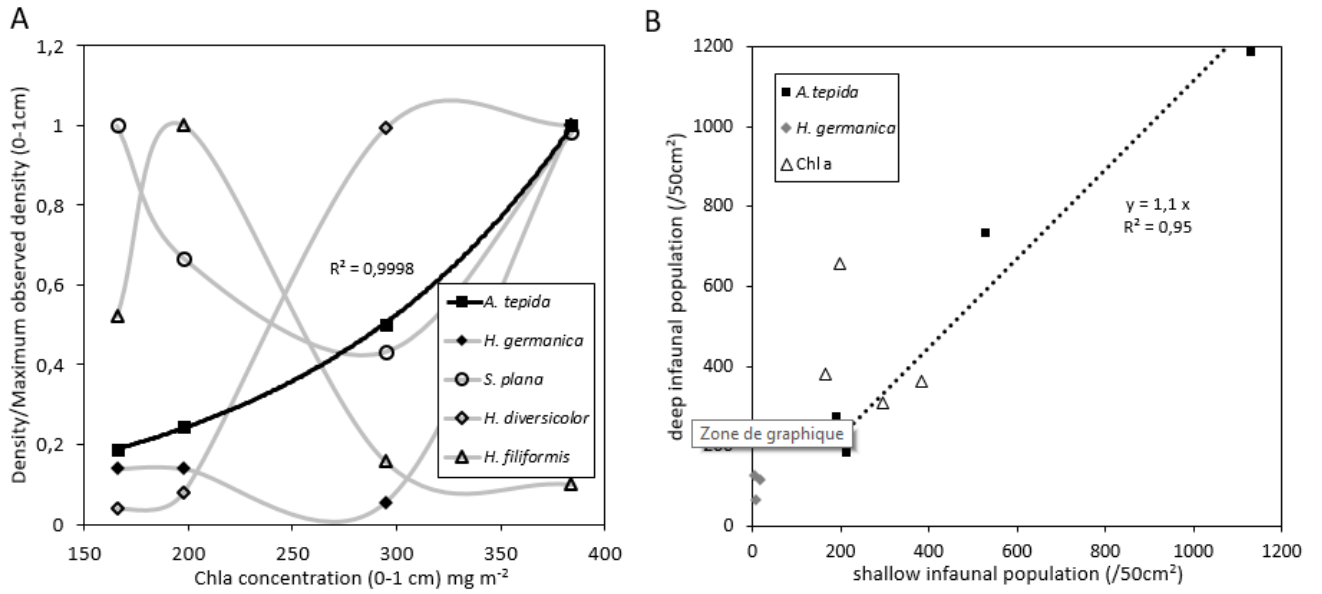 A
Density/Maximum observed density (0-1cm)
1,2
1
0,8
0,6
0,4
0,2
0
150
200
250
300
350
400
Chla concentration (0-1 cm) mg m-2
R² = 0,9998
A. tepida
H. germanica
S. plana
H. diversicolor
H. filiformis
B
deep infaunal population (/50cm²)
1200
1000
800
600
400
200
0
0
200
400
600
800
1000
1200
shallow infaunal population (/50cm²)
A.tepida
H. germanica
Chl a
y = 1,1 x
R² = 0,95
Zone de graphique